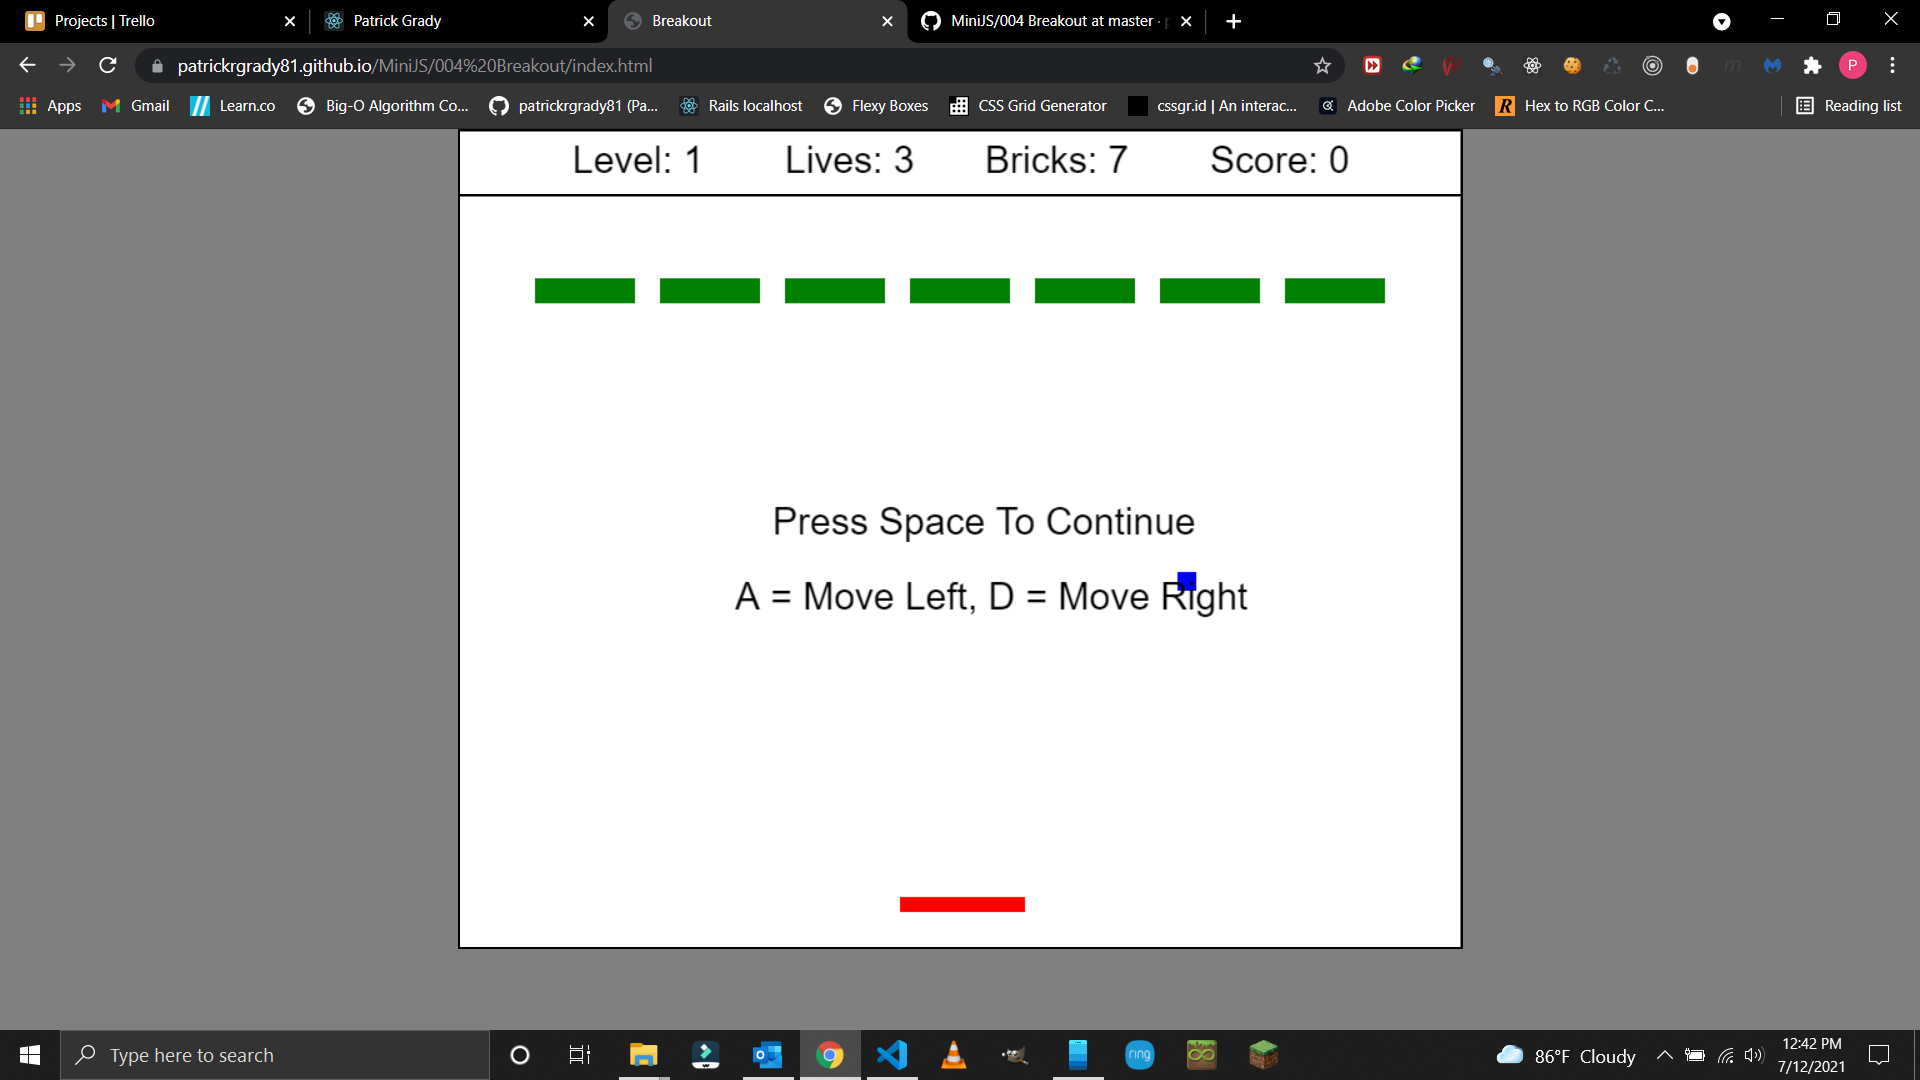 Projects | Trello
Patrick Grady
Breakout
MiniJS/004 Breakout at master ·
patrickrgrady81.github.io/MiniJS/004%20Breakout/index.html
P
Apps
Gmail
Learn.co
Big-O Algorithm Co...
patrickrgrady81 (Pa...
Rails localhost
Flexy Boxes
CSS Grid Generator
cssgr.id | An interac...
Adobe Color Picker
Hex to RGB Color C...
Reading list
Level: 1 Lives: 3 Bricks: 7 Score: 0
Press Space To Continue
A = Move Left, D = Move Right
Type here to search
ring
86°F Cloudy
12:42 PM
7/12/2021